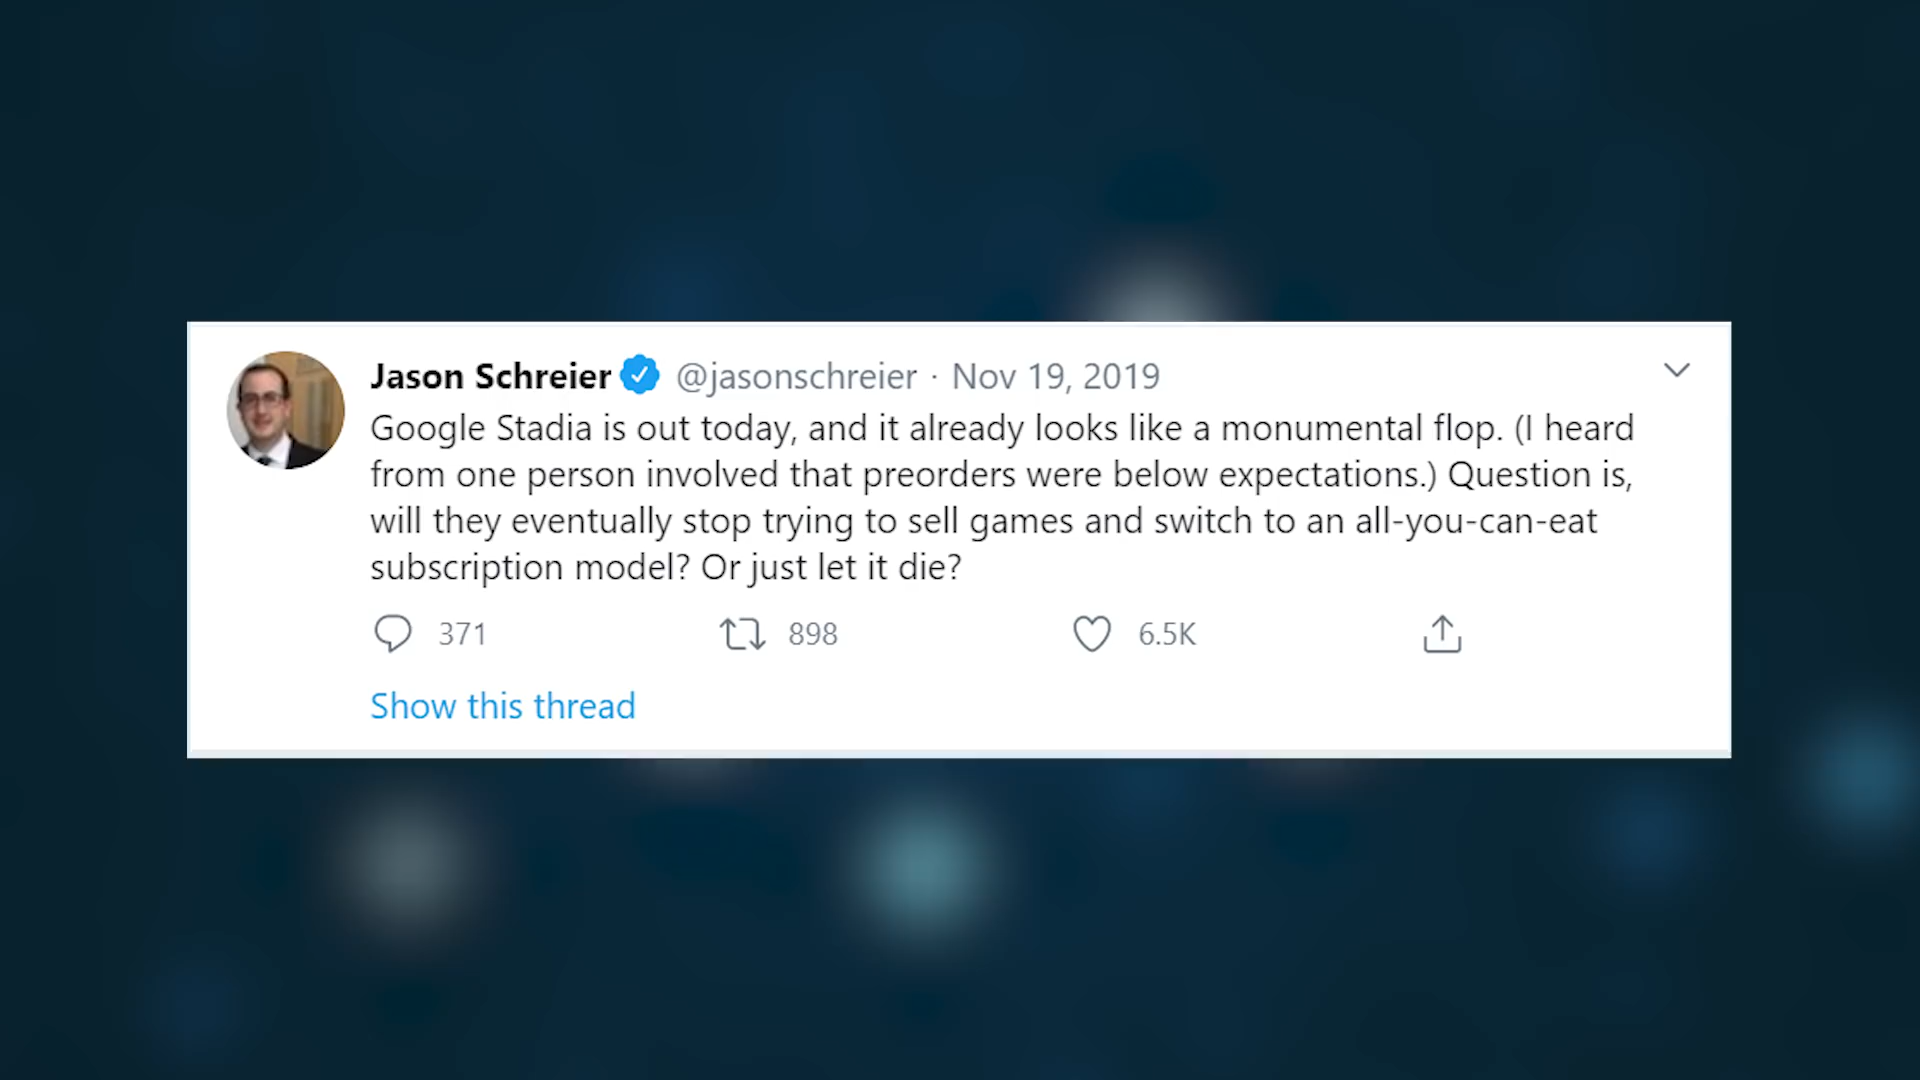 Jason Schreier @jasonschreier · Nov 19, 2019
Google Stadia is out today, and it already looks like a monumental flop. (I heard
from one person involved that preorders were below expectations.) Question is,
will they eventually stop trying to sell games and switch to an all-you-can-eat
subscription model? Or just let it die?
371 898 6.5K
Show this thread